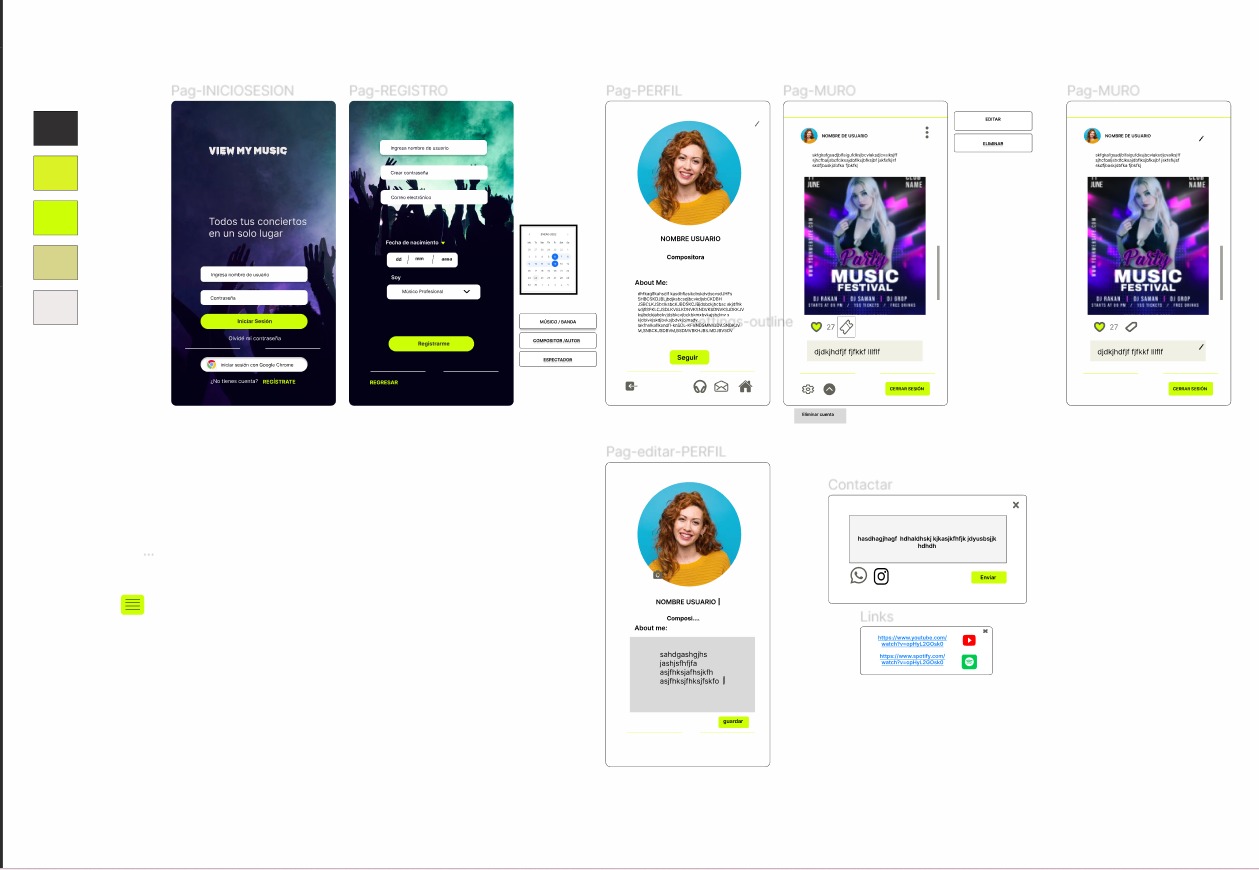 Pag-INICIOSESION
VIEW MY MUSIC
Todos tus conciertos
en un solo lugar
Ingresa nombre de usuario
Contraseña
Iniciar Sesión
Olvidé mi contraseña
iniciar sesión con Google Chrome
¿No tienes cuenta? REGÍSTRATE
Pag-REGISTRO
Ingresa nombre de usuario
Crear contraseña
Correo electrónico
Fecha de nacimiento
dd / mm / aaaa
Soy
Músico Profesional
Registrarme
REGRESAR
MÚSICO / BANDA
COMPOSITOR /AUTOR
ESPECTADOR
Pag-PERFIL
NOMBRE USUARIO
Compositora
About Me:
settings-outline
Seguir
Pag-MURO
NOMBRE DE USUARIO
JUNE
CLUB
NAME
Party
MUSIC
FESTIVAL
DJ RAKAN | DJ SAMAN | DJ DROP
STARTS AT 09 PM / 150 TICKETS / FREE DRINKS
27
djdkjhdfjf fjfkkf lllflf
CERRAR SESIÓN
Eliminar cuenta
EDITAR
ELIMINAR
Pag-MURO
NOMBRE DE USUARIO
JUNE
CLUB
NAME
Party
MUSIC
FESTIVAL
DJ RAKAN | DJ SAMAN | DJ DROP
STARTS AT 09 PM / 150 TICKETS / FREE DRINKS
27
djdkjhdfjf fjfkkf lllflf
CERRAR SESIÓN
Pag-editar-PERFIL
NOMBRE USUARIO |
Composi....
About me:
sahdgashgjhs
jashjsfhfjfa
asjfhksjafhsjkfh
asjfhksjfhksjfskfo |
guardar
Contactar
hasdhagjhagf hdhaldhskj kjkasjkfhfjk jdyusbsjjk
hdhdh
Enviar
Links
https://www.youtube.com/
watch?v=opHyL2GOsk0
https://www.spotify.com/
watch?v=opHyL2GOsk0